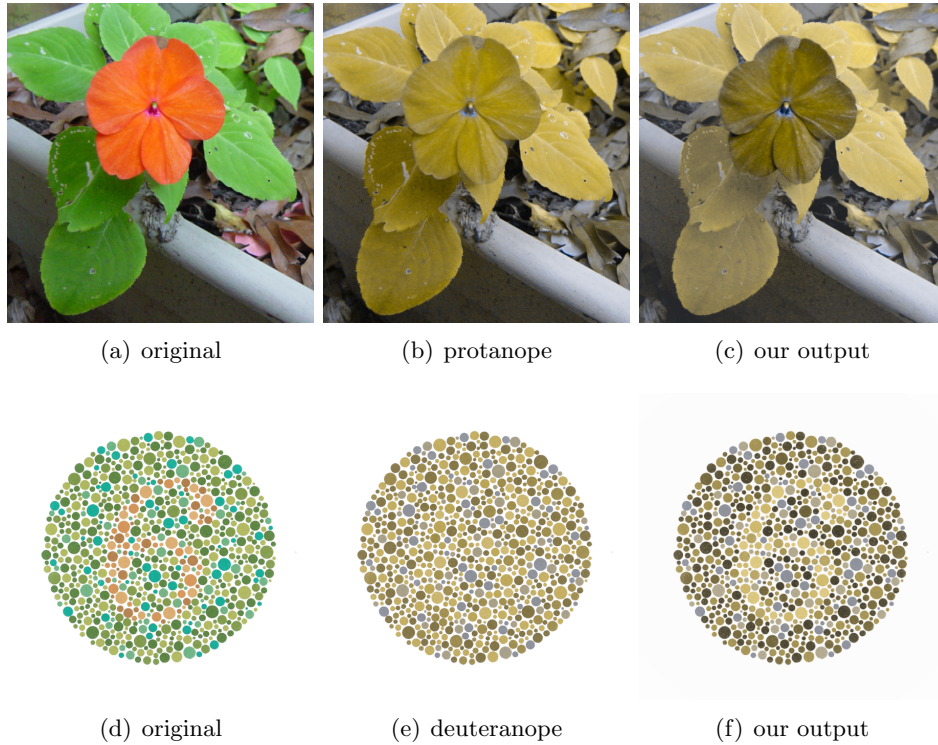 (a) original
(b) protanope
(c) our output
(d) original
(e) deuteranope
(f) our output